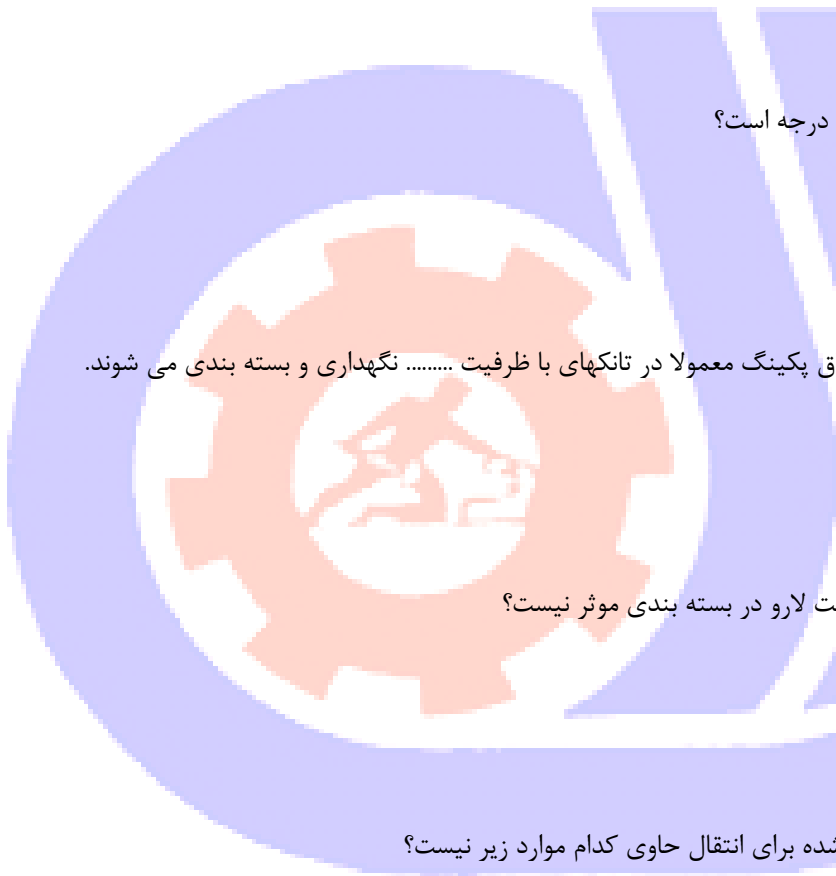 درجه است؟
ق پکینگ معمولا در تانکهای با ظرفیت ......... نگهداری و بسته بندی می شوند.
ت لارو در بسته بندی موثر نیست؟
شده برای انتقال حاوی کدام موارد زیر نیست؟